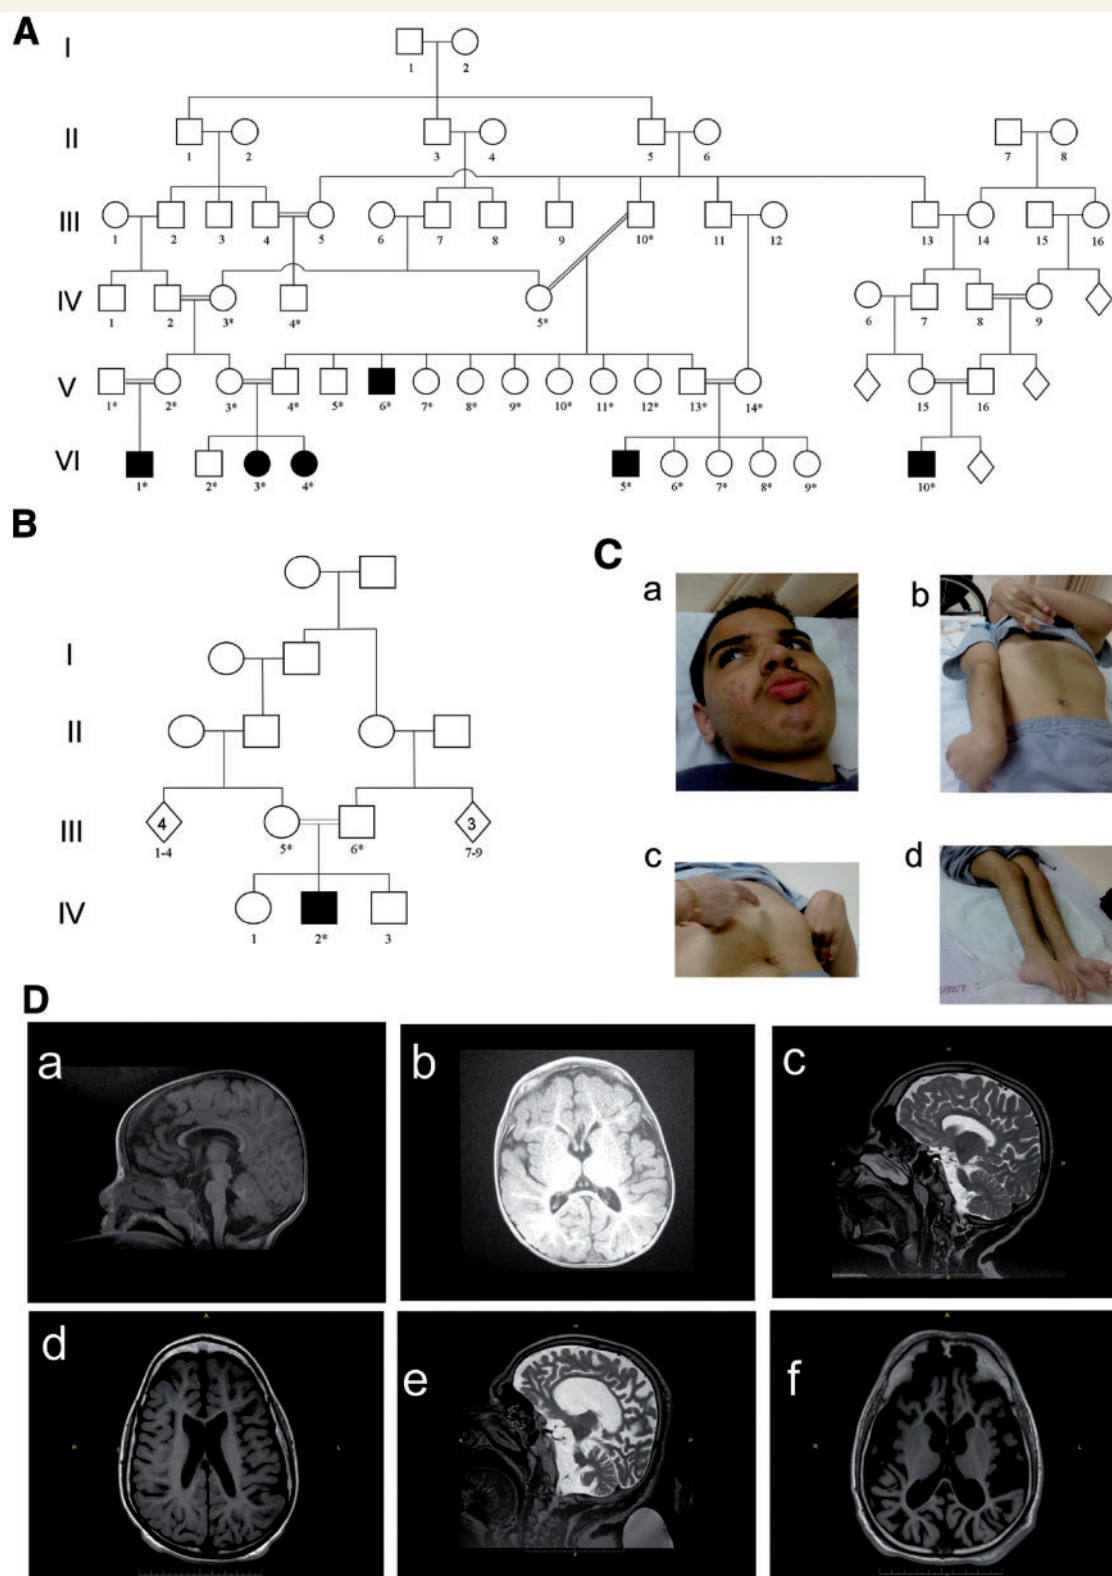 A
I
1 2
II
1 2 3 4 5 6 7 8
III
1 2 3 4 5 6 7 8 9 10* 11 12 13 14 15 16
IV
1 2 3* 4* 5* 6 7 8 9
V
1* 2* 3* 4* 5* 6* 7* 8* 9* 10* 11* 12* 13* 14* 15 16
VI
1* 2* 3* 4* 5* 6* 7* 8* 9* 10*
B
I
II
III
4 3
1-4 5* 6* 7-9
IV
1 2* 3
C
a b
c d
D
a b c
H
A P
d e f
A H A
R L A P R L